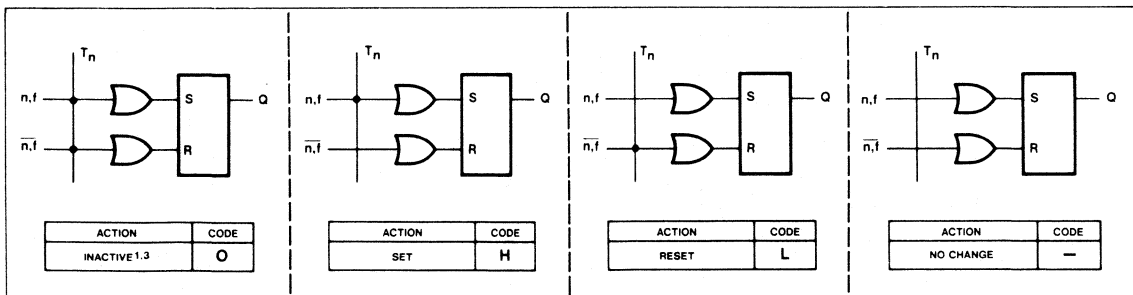 Tn
n,f
S
Q
n,f
R
ACTION CODE
INACTIVE1,3 O
Tn
n,f
S
Q
n,f
R
ACTION CODE
SET H
Tn
n,f
S
Q
n,f
R
ACTION CODE
RESET L
Tn
n,f
S
Q
n,f
R
ACTION CODE
NO CHANGE —